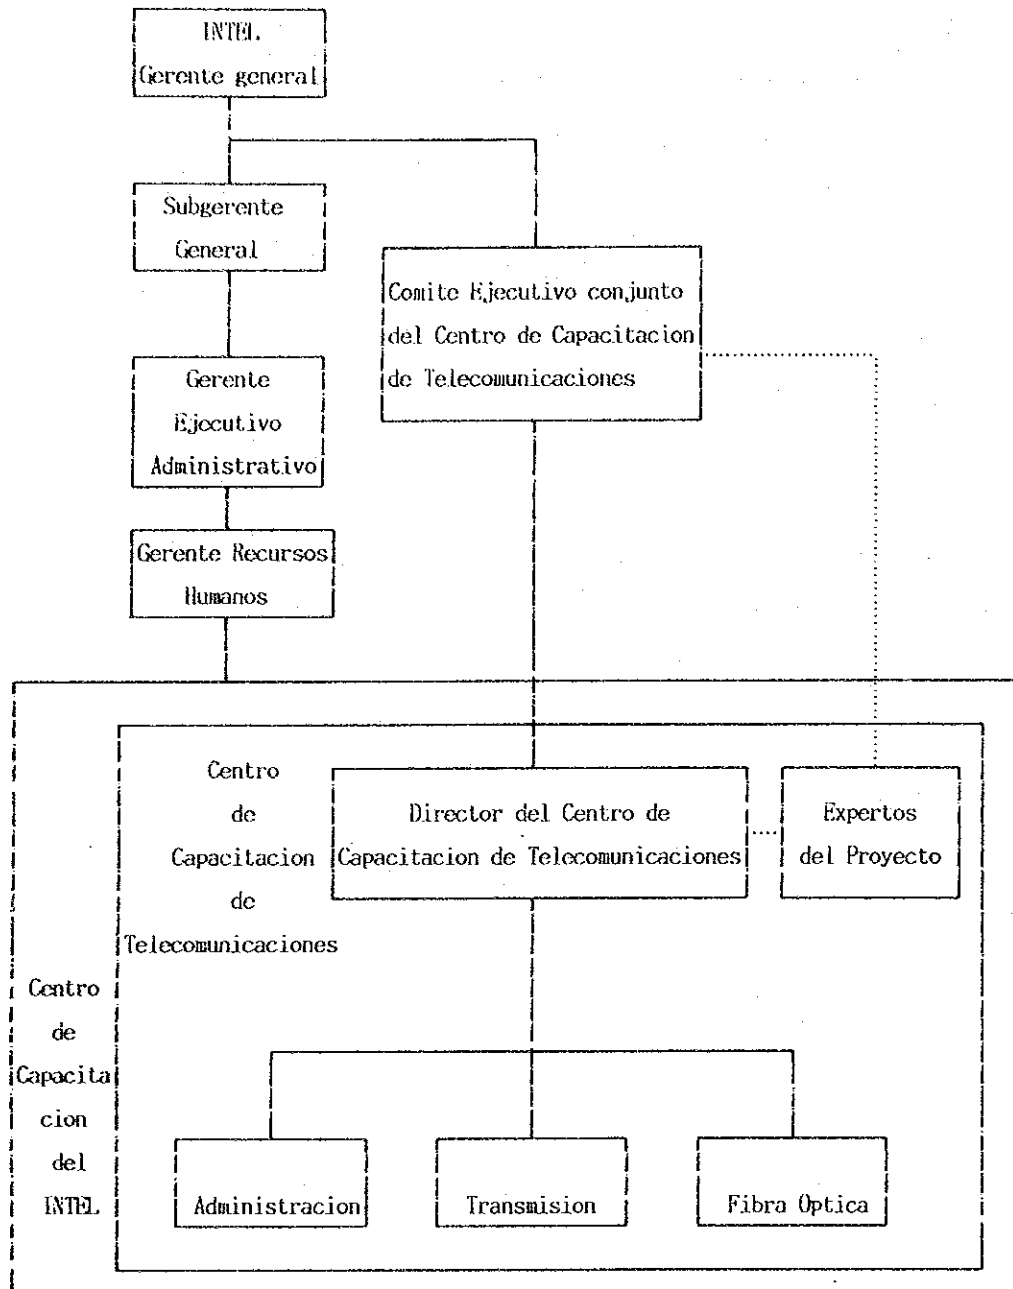 INTEL
Gerente general
Subgerente
General
Comite Ejecutivo conjunto
del Centro de Capacitacion
de Telecomunicaciones
Gerente
Ejecutivo
Administrativo
Gerente Recursos
Humanos
Centro
de
Capacitacion
de
Telecomunicaciones
Director del Centro de
Capacitacion de Telecomunicaciones
Expertos
del Proyecto
Centro
de
Capacita
cion
del
INTEL
Administracion
Transmision
Fibra Optica